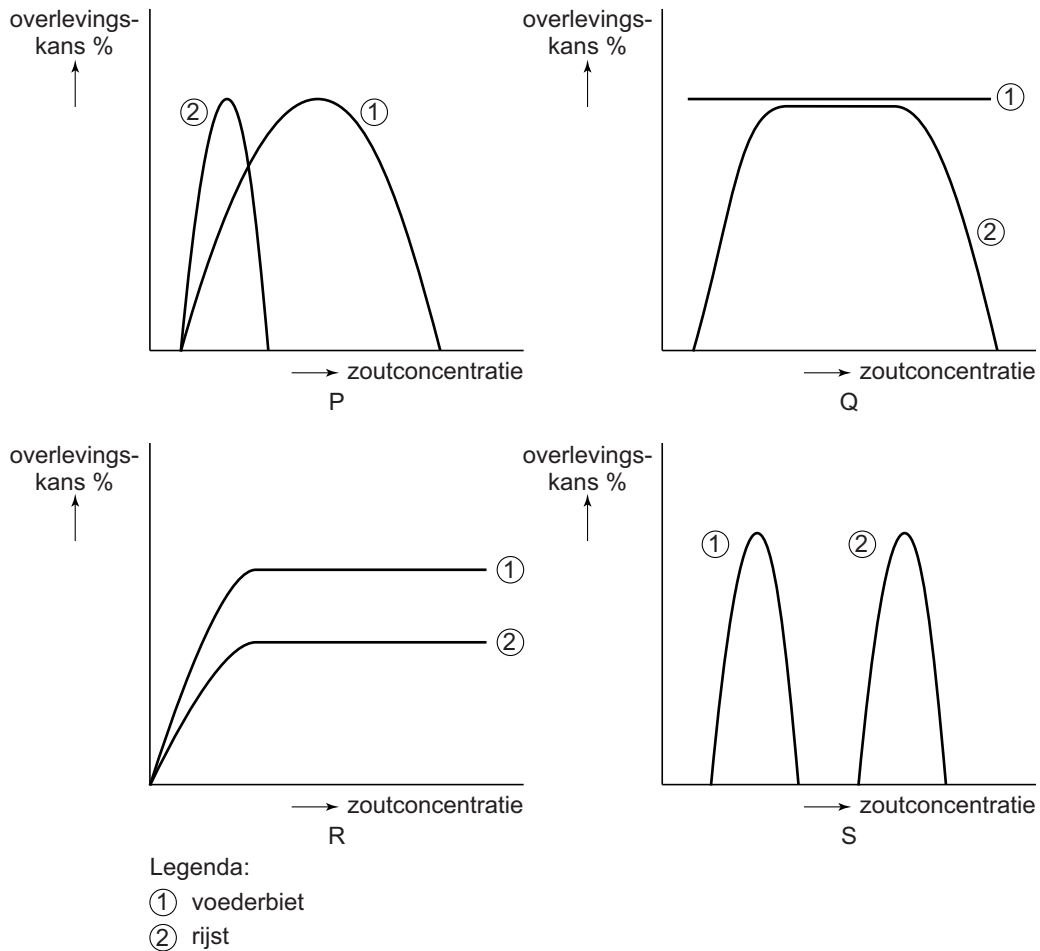 overlevings-
kans %
②
①
zoutconcentratie
P
overlevings-
kans %
①
②
zoutconcentratie
Q
overlevings-
kans %
①
②
zoutconcentratie
R
overlevings-
kans %
①
②
zoutconcentratie
S
Legenda:
① voederbiet
② rijst